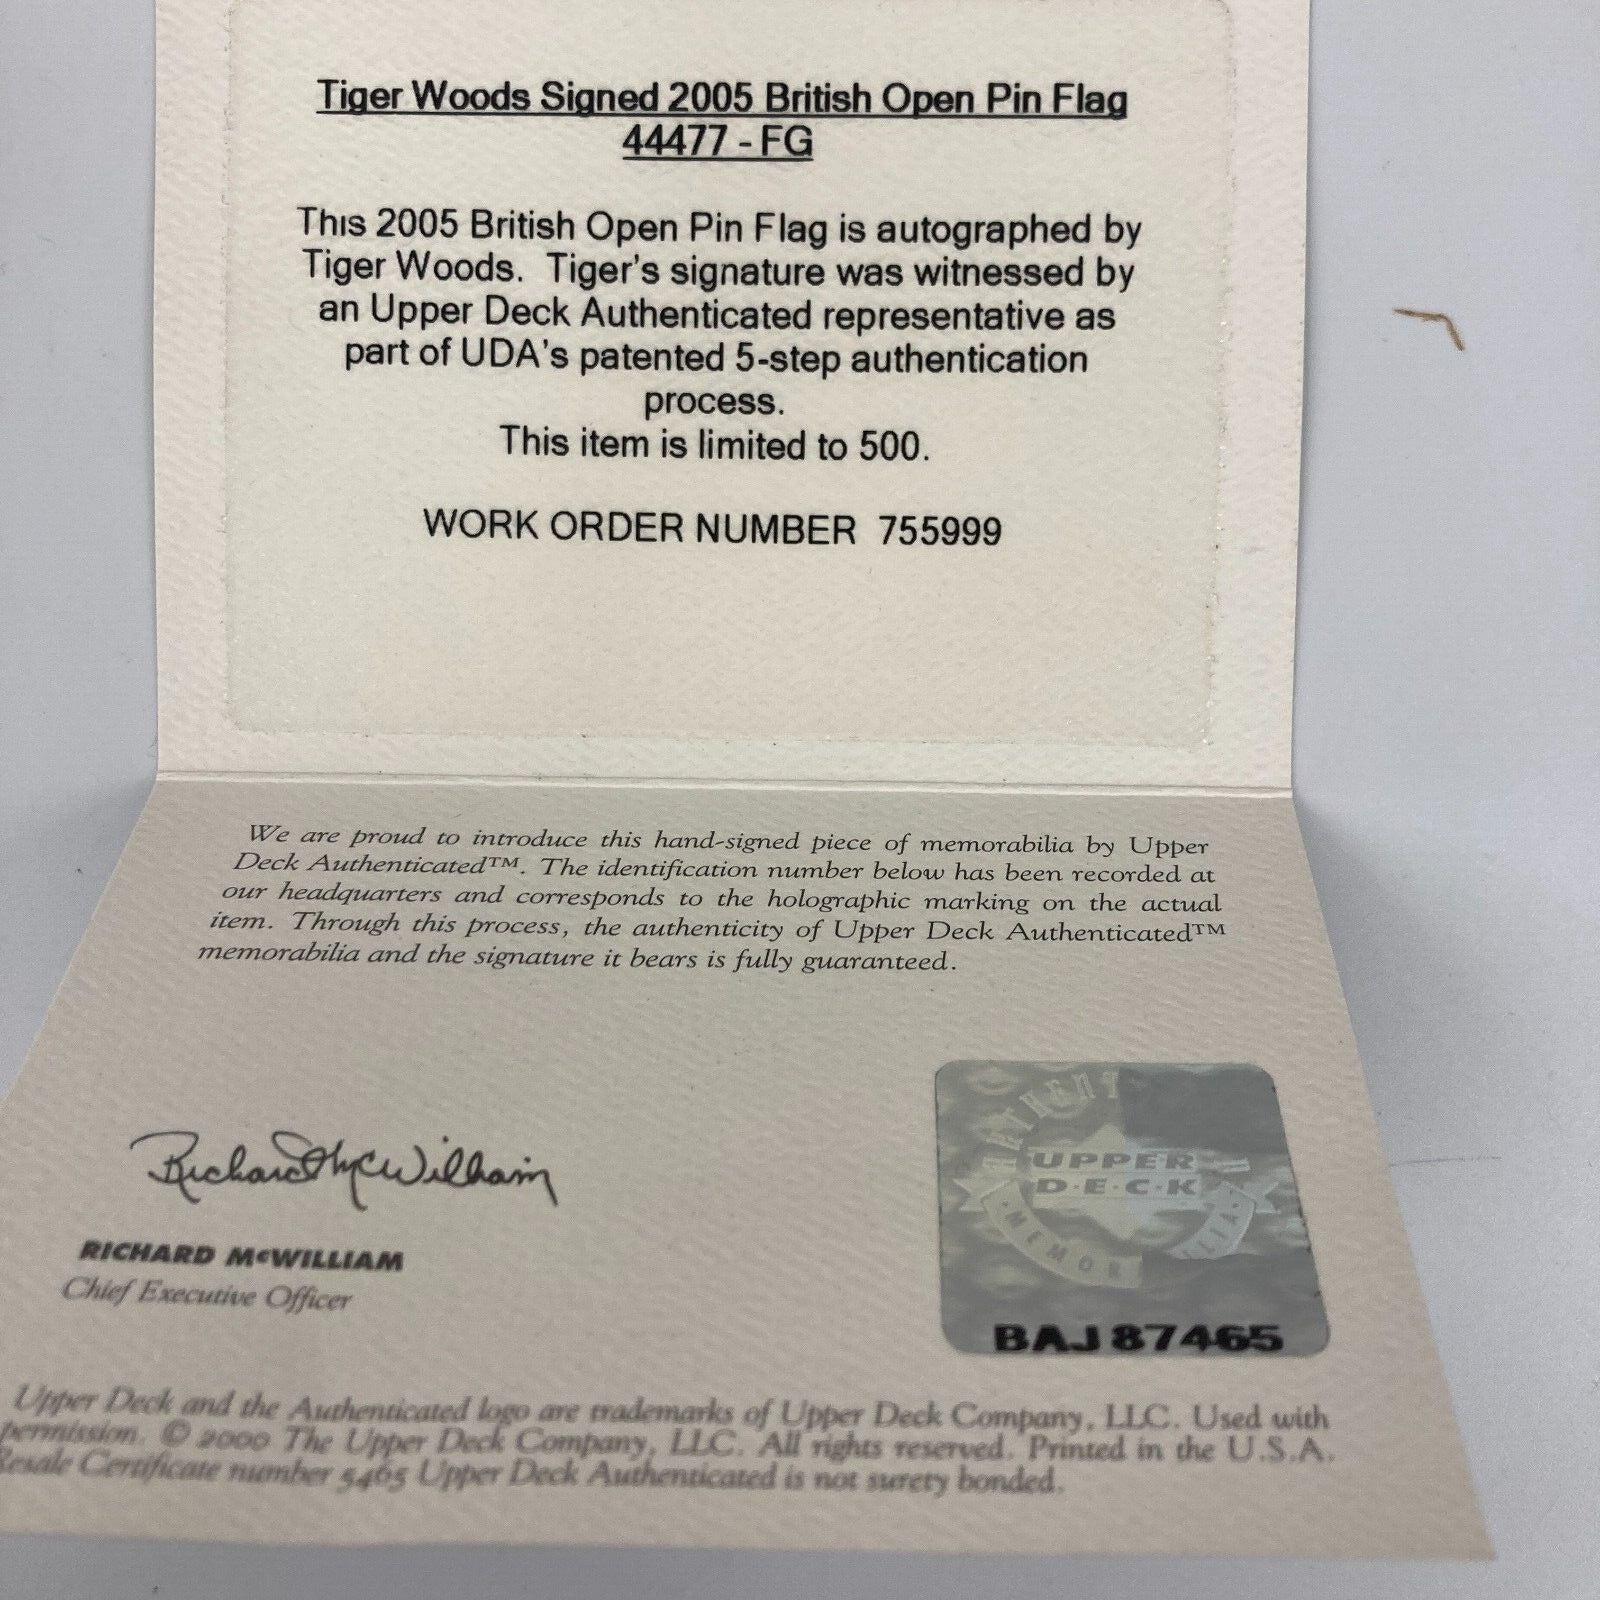 Tiger Woods Signed 2005 British Open Pin Flag
44477 - FG
This 2005 British Open Pin Flag is autographed by
Tiger Woods. Tiger's signature was witnessed by
an Upper Deck Authenticated representative as
part of UDA's patented 5-step authentication
process.
This item is limited to 500.
WORK ORDER NUMBER 755999
We are proud to introduce this hand-signed piece of memorabilia by Upper
Deck Authenticated™. The identification number below has been recorded at
our headquarters and corresponds to the holographic marking on the actual
item. Through this process, the authenticity of Upper Deck Authenticated™
memorabilia and the signature it bears is fully guaranteed.
Richard McWilliam
RICHARD McWILLIAM
Chief Executive Officer
UPPER
D·E·C·K
BAJ87465
Upper Deck and the Authenticated logo are trademarks of Upper Deck Company, LLC. Used with
permission. © 2000 The Upper Deck Company, LLC. All rights reserved. Printed in the U.S.A.
Resale Certificate number 5465 Upper Deck Authenticated is not surety bonded.